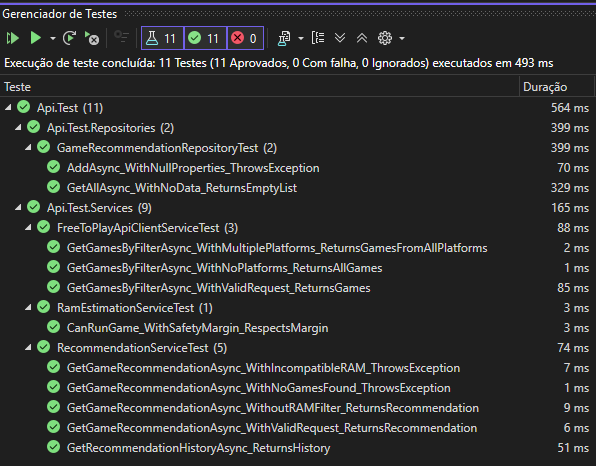 Gerenciador de Testes
11 11 0
Execução de teste concluída: 11 Testes (11 Aprovados, 0 Com falha, 0 Ignorados) executados em 493 ms
Teste Duração
Api.Test (11) 564 ms
Api.Test.Repositories (2) 399 ms
GameRecommendationRepositoryTest (2) 399 ms
AddAsync_WithNullProperties_ThrowsException 70 ms
GetAllAsync_WithNoData_ReturnsEmptyList 329 ms
Api.Test.Services (9) 165 ms
FreeToPlayApiClientServiceTest (3) 88 ms
GetGamesByFilterAsync_WithMultiplePlatforms_ReturnsGamesFromAllPlatforms 2 ms
GetGamesByFilterAsync_WithNoPlatforms_ReturnsAllGames 1 ms
GetGamesByFilterAsync_WithValidRequest_ReturnsGames 85 ms
RamEstimationServiceTest (1) 3 ms
CanRunGame_WithSafetyMargin_RespectsMargin 3 ms
RecommendationServiceTest (5) 74 ms
GetGameRecommendationAsync_WithIncompatibleRAM_ThrowsException 7 ms
GetGameRecommendationAsync_WithNoGamesFound_ThrowsException 1 ms
GetGameRecommendationAsync_WithoutRAMFilter_ReturnsRecommendation 9 ms
GetGameRecommendationAsync_WithValidRequest_ReturnsRecommendation 6 ms
GetRecommendationHistoryAsync_ReturnsHistory 51 ms